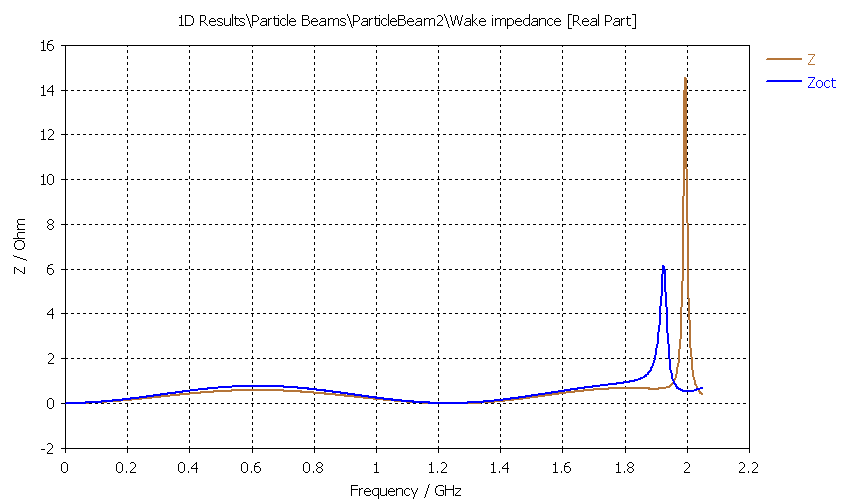 1D Results\Particle Beams\ParticleBeam2\Wake impedance [Real Part]
16
14
12
10
8
6
4
2
0
-2
Z / Ohm
0 0.2 0.4 0.6 0.8 1 1.2 1.4 1.6 1.8 2 2.2
Frequency / GHz
Z
Zoct